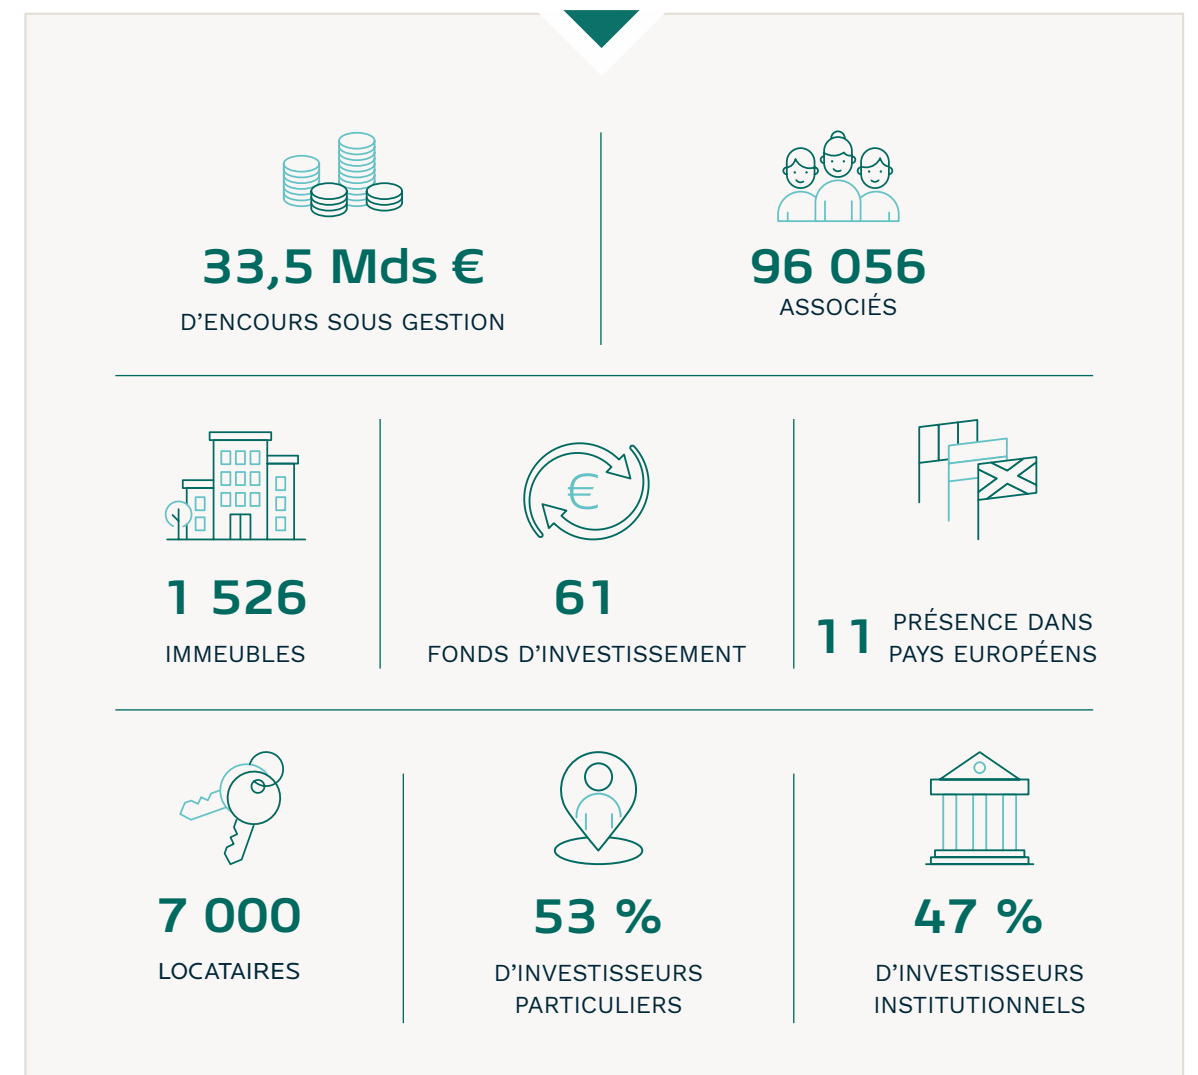 33,5 Mds €
D’ENCOURS SOUS GESTION
96 056
ASSOCIÉS
€
1 526
IMMEUBLES
61
FONDS D’INVESTISSEMENT
PRÉSENCE DANS
11 PAYS EUROPÉENS
7 000
LOCATAIRES
53 %
D’INVESTISSEURS
PARTICULIERS
47 %
D’INVESTISSEURS
INSTITUTIONNELS